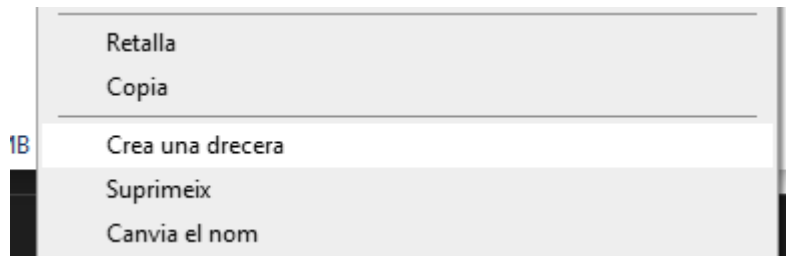 Retalla
Copia
Crea una drecera
Suprimeix
Canvia el nom